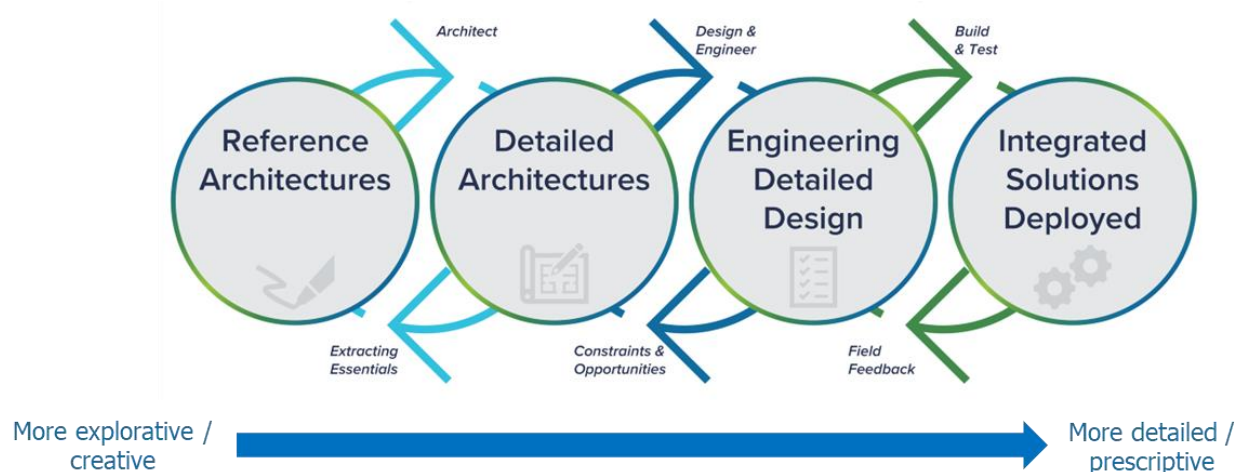 Architect
Design &
Engineer
Build
& Test
Reference
Architectures
Detailed
Architectures
Engineering
Detailed
Design
Integrated
Solutions
Deployed
Extracting
Essentials
Constraints &
Opportunities
Field
Feedback
More explorative /
creative
More detailed /
prescriptive